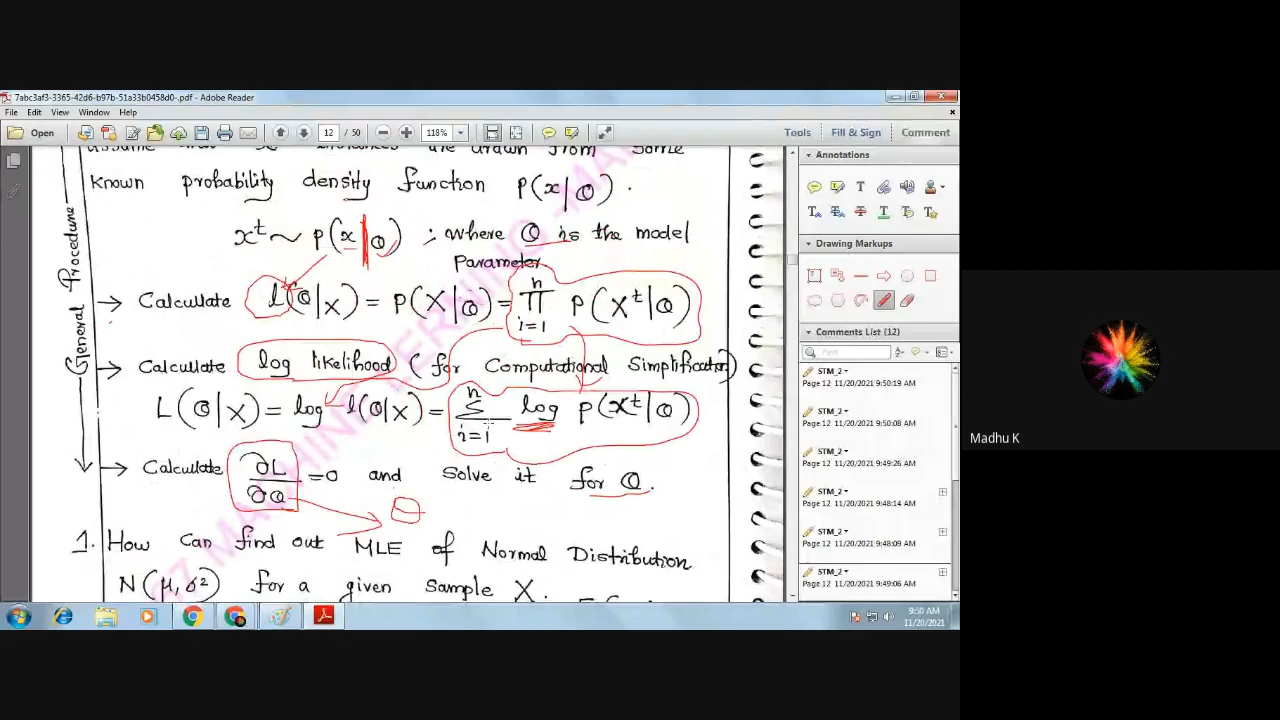 7abc3af3-3365-42d6-b97b-51a33b0458d0-.pdf - Adobe Reader
File Edit View Window Help
Open 12 / 50 118% Tools Fill & Sign Comment
drawn from some
known probability density function p(x|θ).
x^t ~ p(x|θ) ; where θ is the model
parameter
General Procedure
→ Calculate l(θ|x) = p(X|θ) = ∏ n i=1 p(X^t|θ)
→ Calculate log likelihood (for Computational Simplification)
L(θ|x) = log l(θ|x) = Σ n i=1 log p(x^t|θ)
→ Calculate ∂L/∂θ =0 and solve it for θ.
θ
1. How can find out MLE of Normal Distribution
N(μ, σ²) for a given sample X.
Annotations
T
Drawing Markups
Comments List (12)
Find
STM_2
Page 12 11/20/2021 9:50:19 AM
STM_2
Page 12 11/20/2021 9:50:08 AM
STM_2
Page 12 11/20/2021 9:49:26 AM
STM_2
Page 12 11/20/2021 9:48:14 AM
STM_2
Page 12 11/20/2021 9:48:09 AM
STM_2
Page 12 11/20/2021 9:49:06 AM
9:50 AM
11/20/2021
Madhu K